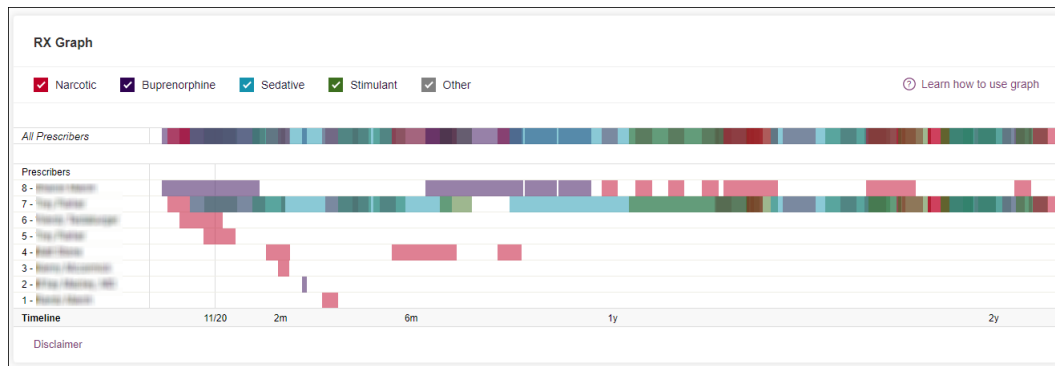 RX Graph
Narcotic Buprenorphine Sedative Stimulant Other Learn how to use graph
All Prescribers
Prescribers
8 -
7 -
6 -
5 -
4 -
3 -
2 -
1 -
Timeline 11/20 2m 6m 1y 2y
Disclaimer